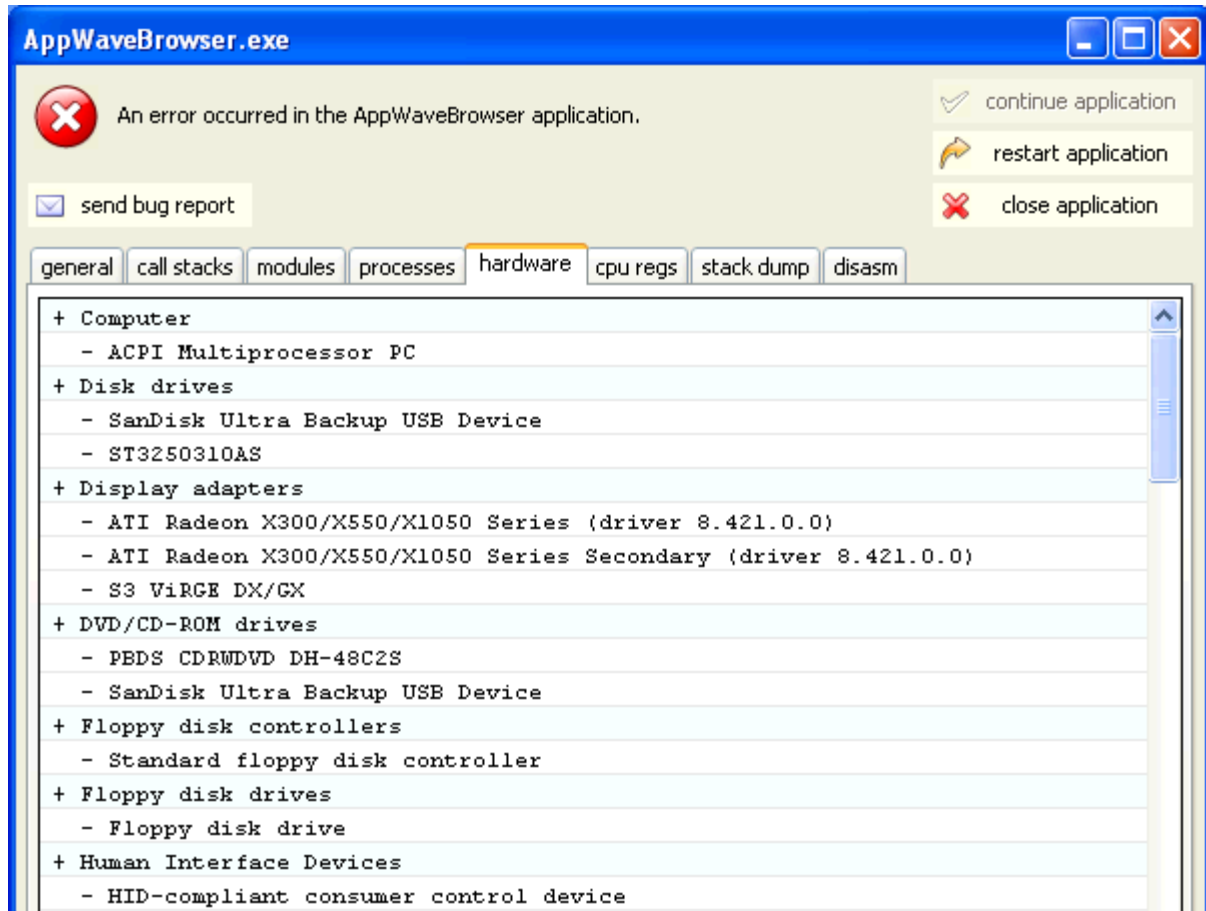 AppWaveBrowser.exe
An error occurred in the AppWaveBrowser application.
continue application
restart application
send bug report
close application
general call stacks modules processes hardware cpu regs stack dump disasm
+ Computer
- ACPI Multiprocessor PC
+ Disk drives
- SanDisk Ultra Backup USB Device
- ST3250310AS
+ Display adapters
- ATI Radeon X300/X550/X1050 Series (driver 8.421.0.0)
- ATI Radeon X300/X550/X1050 Series Secondary (driver 8.421.0.0)
- S3 ViRGE DX/GX
+ DVD/CD-ROM drives
- PBDS CDRWDVD DH-48C2S
- SanDisk Ultra Backup USB Device
+ Floppy disk controllers
- Standard floppy disk controller
+ Floppy disk drives
- Floppy disk drive
+ Human Interface Devices
- HID-compliant consumer control device